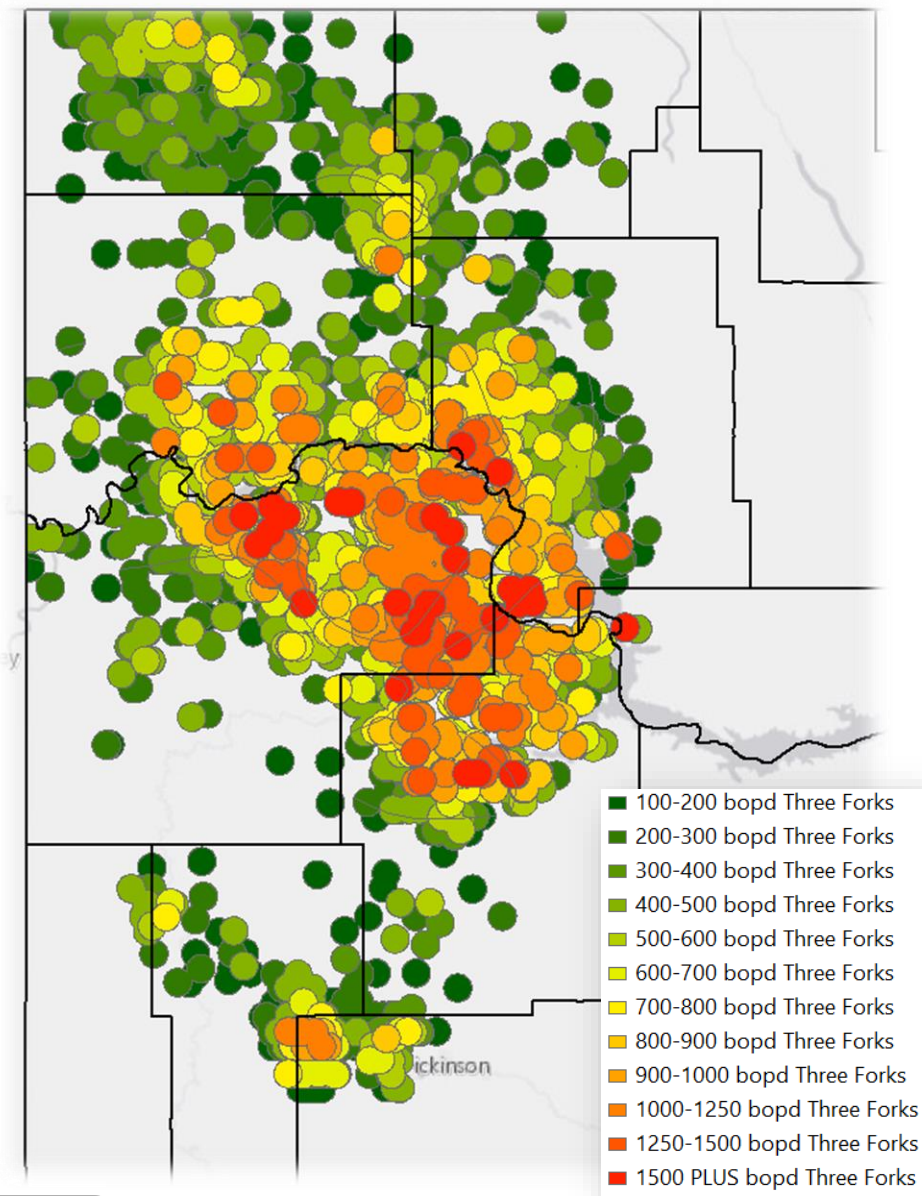 ey
ickinson
100-200 bopd Three Forks
200-300 bopd Three Forks
300-400 bopd Three Forks
400-500 bopd Three Forks
500-600 bopd Three Forks
600-700 bopd Three Forks
700-800 bopd Three Forks
800-900 bopd Three Forks
900-1000 bopd Three Forks
1000-1250 bopd Three Forks
1250-1500 bopd Three Forks
1500 PLUS bopd Three Forks